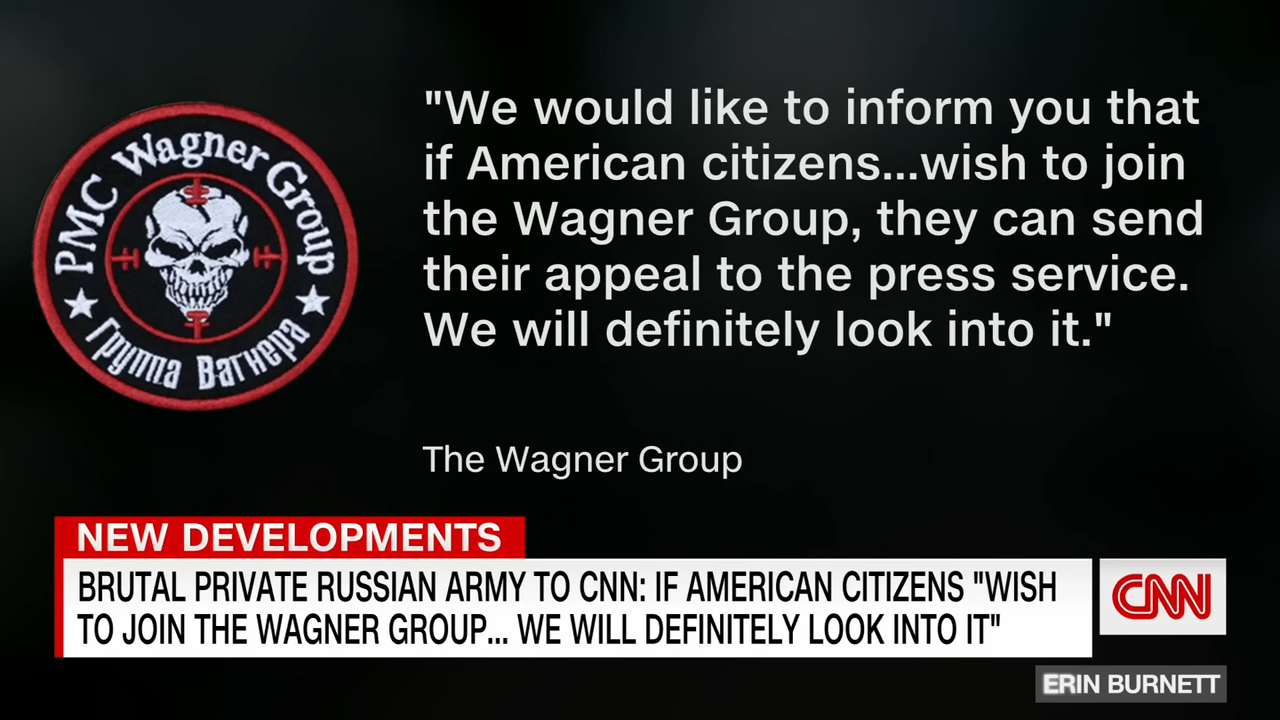 PMC Wagner Group
Группа Вагнера
"We would like to inform you that
if American citizens...wish to join
the Wagner Group, they can send
their appeal to the press service.
We will definitely look into it."
The Wagner Group
NEW DEVELOPMENTS
BRUTAL PRIVATE RUSSIAN ARMY TO CNN: IF AMERICAN CITIZENS "WISH
TO JOIN THE WAGNER GROUP... WE WILL DEFINITELY LOOK INTO IT"
CNN
ERIN BURNETT